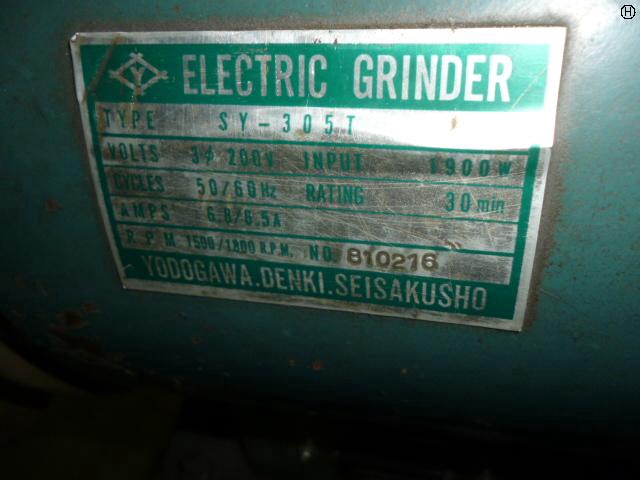 H
Y ELECTRIC GRINDER
TYPE SY-305T
VOLTS 3φ 200V INPUT 1900W
CYCLES 50/60Hz RATING 30min
AMPS 6.8/6.5A
R.P.M. 1500/1800 R.P.M. NO. 810216
YODOGAWA.DENKI.SEISAKUSHO